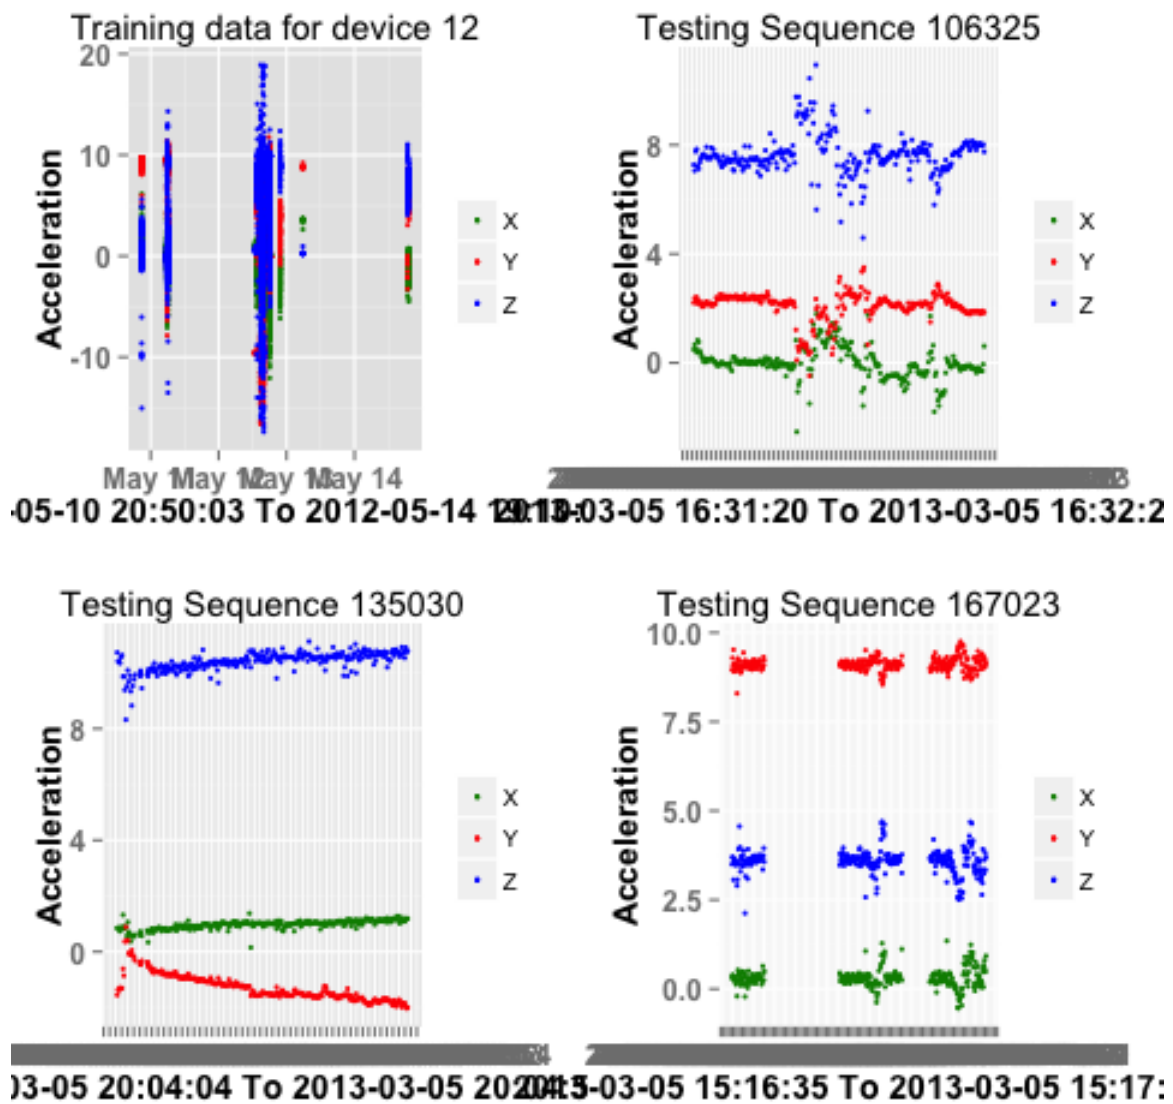 Training data for device 12
Acceleration
20
10
0
-10
X
Y
Z
May 14
-05-10 20:50:03 To 2012-05-14
Testing Sequence 106325
Acceleration
8
4
0
X
Y
Z
-03-05 16:31:20 To 2013-03-05 16:32:2
Testing Sequence 135030
Acceleration
8
4
0
X
Y
Z
03-05 20:04:04 To 2013-03-05
Testing Sequence 167023
Acceleration
10.0
7.5
5.0
2.5
0.0
X
Y
Z
-03-05 15:16:35 To 2013-03-05 15:17: